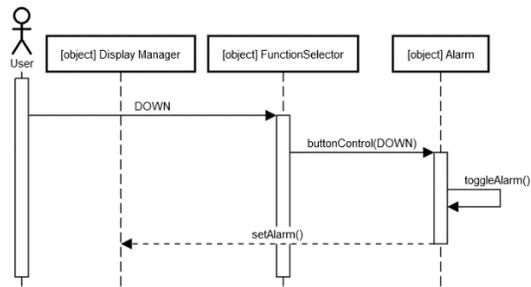 User
[object] Display Manager
[object] FunctionSelector
[object] Alarm
DOWN
buttonControl(DOWN)
toggleAlarm()
setAlarm()